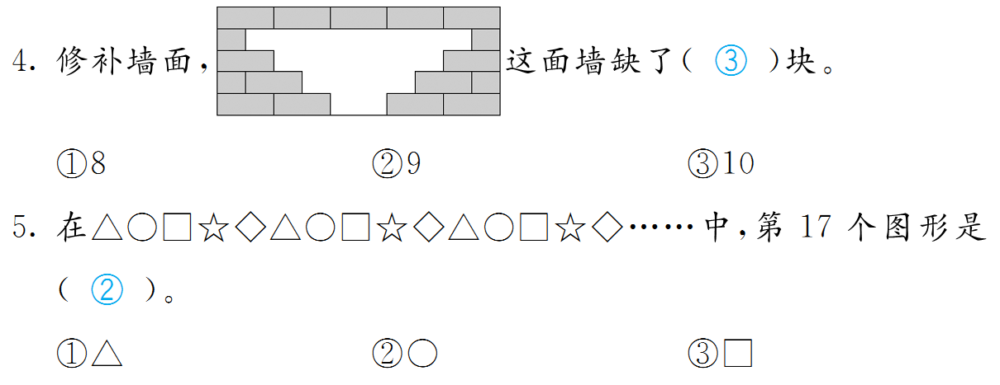 4. 修补墙面, 这面墙缺了( ③ )块。
①8 ②9 ③10
5. 在△○□☆◇△○□☆◇△○□☆◇……中,第 17 个图形是
( ② )。
①△ ②○ ③□